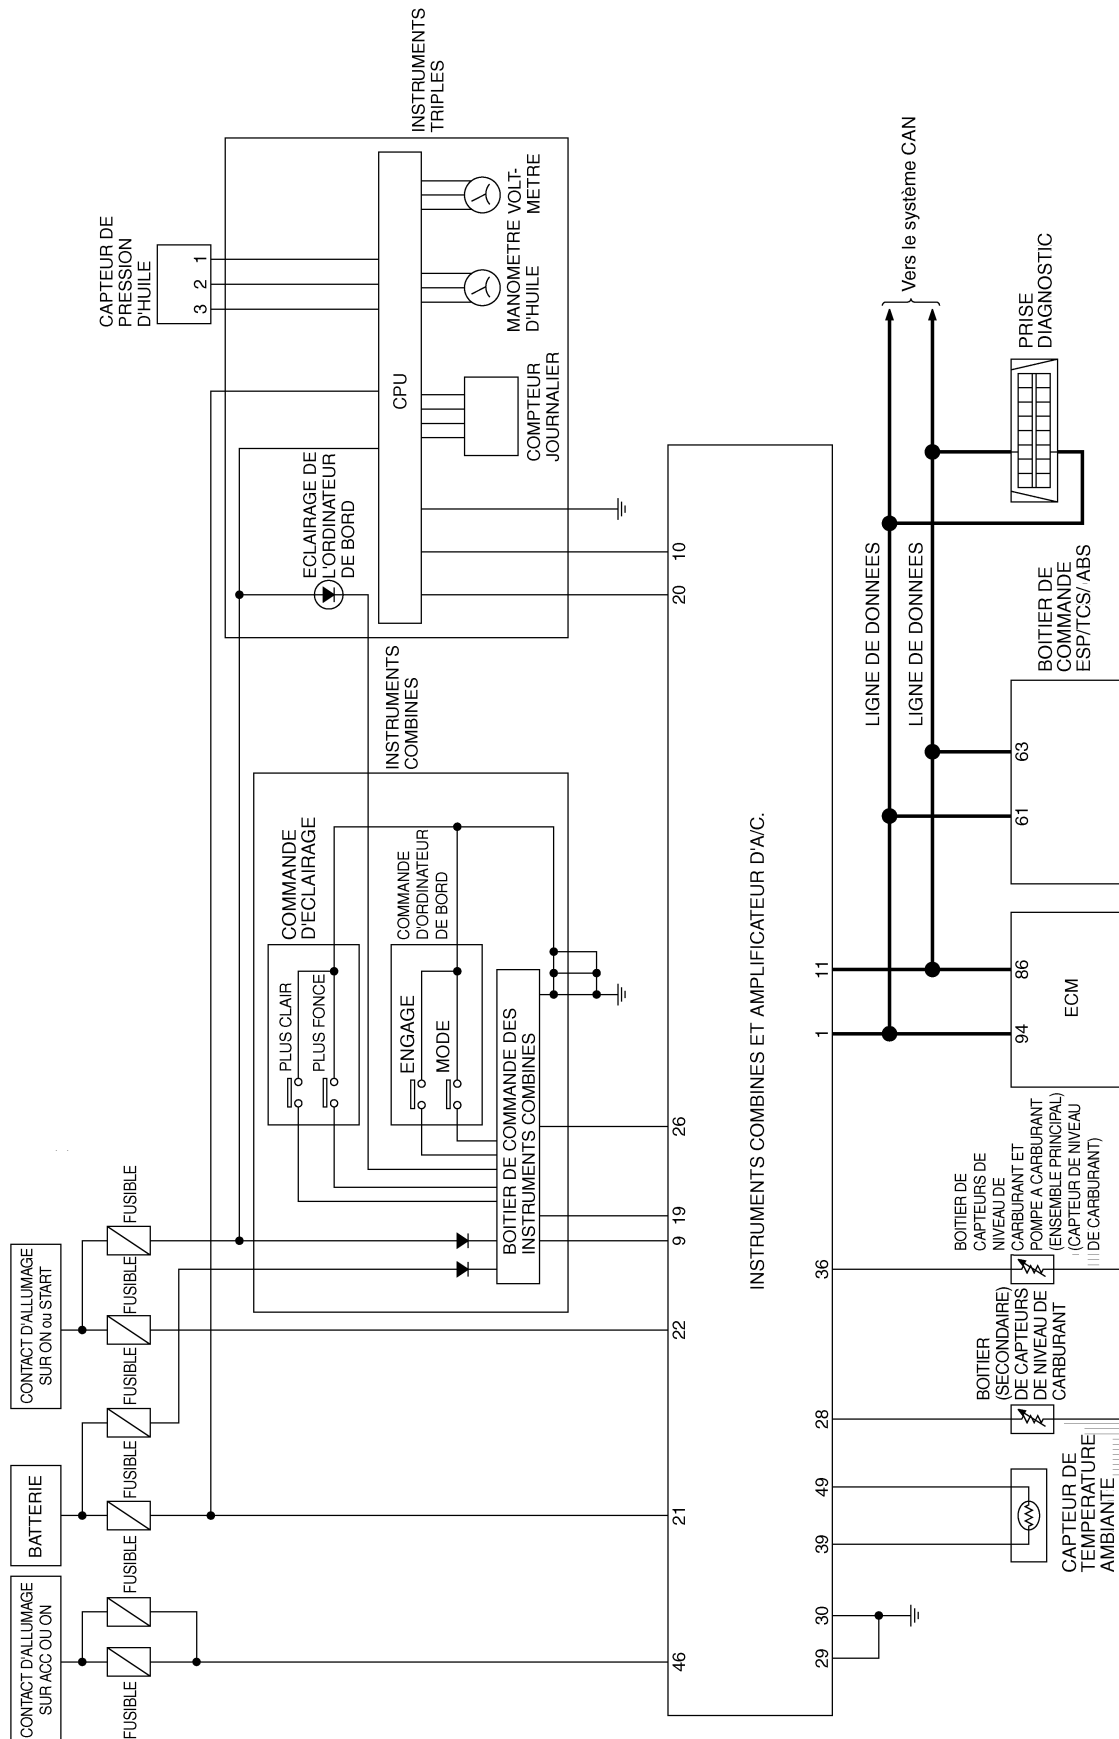 CONTACT D'ALLUMAGE
SUR ACC OU ON
BATTERIE
CONTACT D'ALLUMAGE
SUR ON ou START
FUSIBLE
FUSIBLE
FUSIBLE
FUSIBLE
FUSIBLE
FUSIBLE
CAPTEUR DE
PRESSION
D'HUILE
3 2 1
INSTRUMENTS
COMBINES
COMMANDE
D'ECLAIRAGE
PLUS CLAIR
PLUS FONCE
COMMANDE
D'ORDINATEUR
DE BORD
ENGAGE
MODE
BOITIER DE COMMANDE DES
INSTRUMENTS COMBINES
INSTRUMENTS
TRIPLES
ECLAIRAGE DE
L'ORDINATEUR
DE BORD
CPU
COMPTEUR
JOURNALIER
MANOMETRE
D'HUILE
VOLT-
METRE
46 21 22 9 19 26 20 10
INSTRUMENTS COMBINES ET AMPLIFICATEUR D'A/C.
29 30 39 49 28 36 1 11
LIGNE DE DONNEES
LIGNE DE DONNEES
Vers le système CAN
CAPTEUR DE
TEMPERATURE
AMBIANTE
BOITIER
(SECONDAIRE)
DE CAPTEURS
DE NIVEAU DE
CARBURANT
BOITIER DE
CAPTEURS DE
NIVEAU DE
CARBURANT ET
POMPE A CARBURANT
(ENSEMBLE PRINCIPAL)
(CAPTEUR DE NIVEAU
DE CARBURANT)
94 86
ECM
61 63
BOITIER DE
COMMANDE
ESP/TCS/ABS
PRISE
DIAGNOSTIC